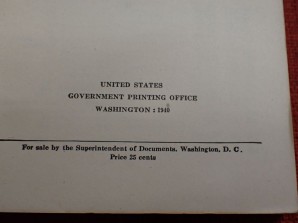 UNITED STATES
GOVERNMENT PRINTING OFFICE
WASHINGTON : 1946
For sale by the Superintendent of Documents, Washington, D. C.
Price 25 cents